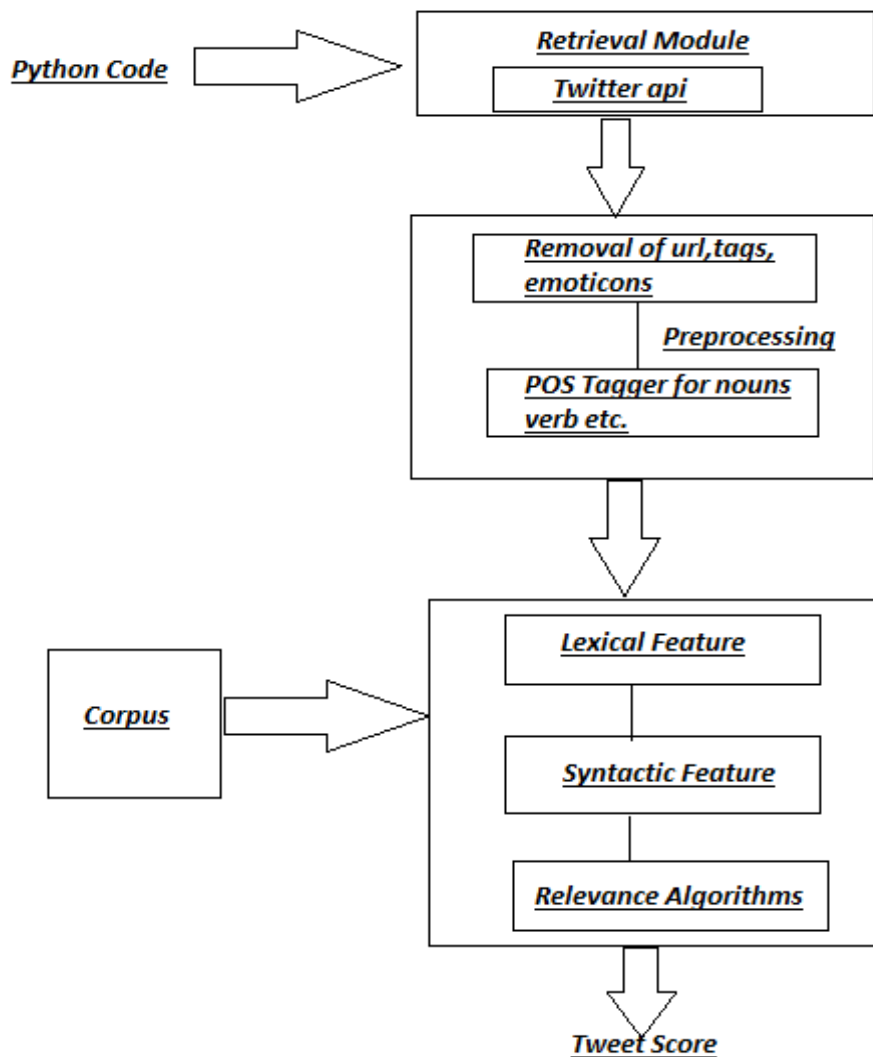 Retrieval Module
Python Code
Twitter api
Removal of url,tags,
emoticons
Preprocessing
POS Tagger for nouns
verb etc.
Lexical Feature
Corpus
Syntactic Feature
Relevance Algorithms
Tweet Score